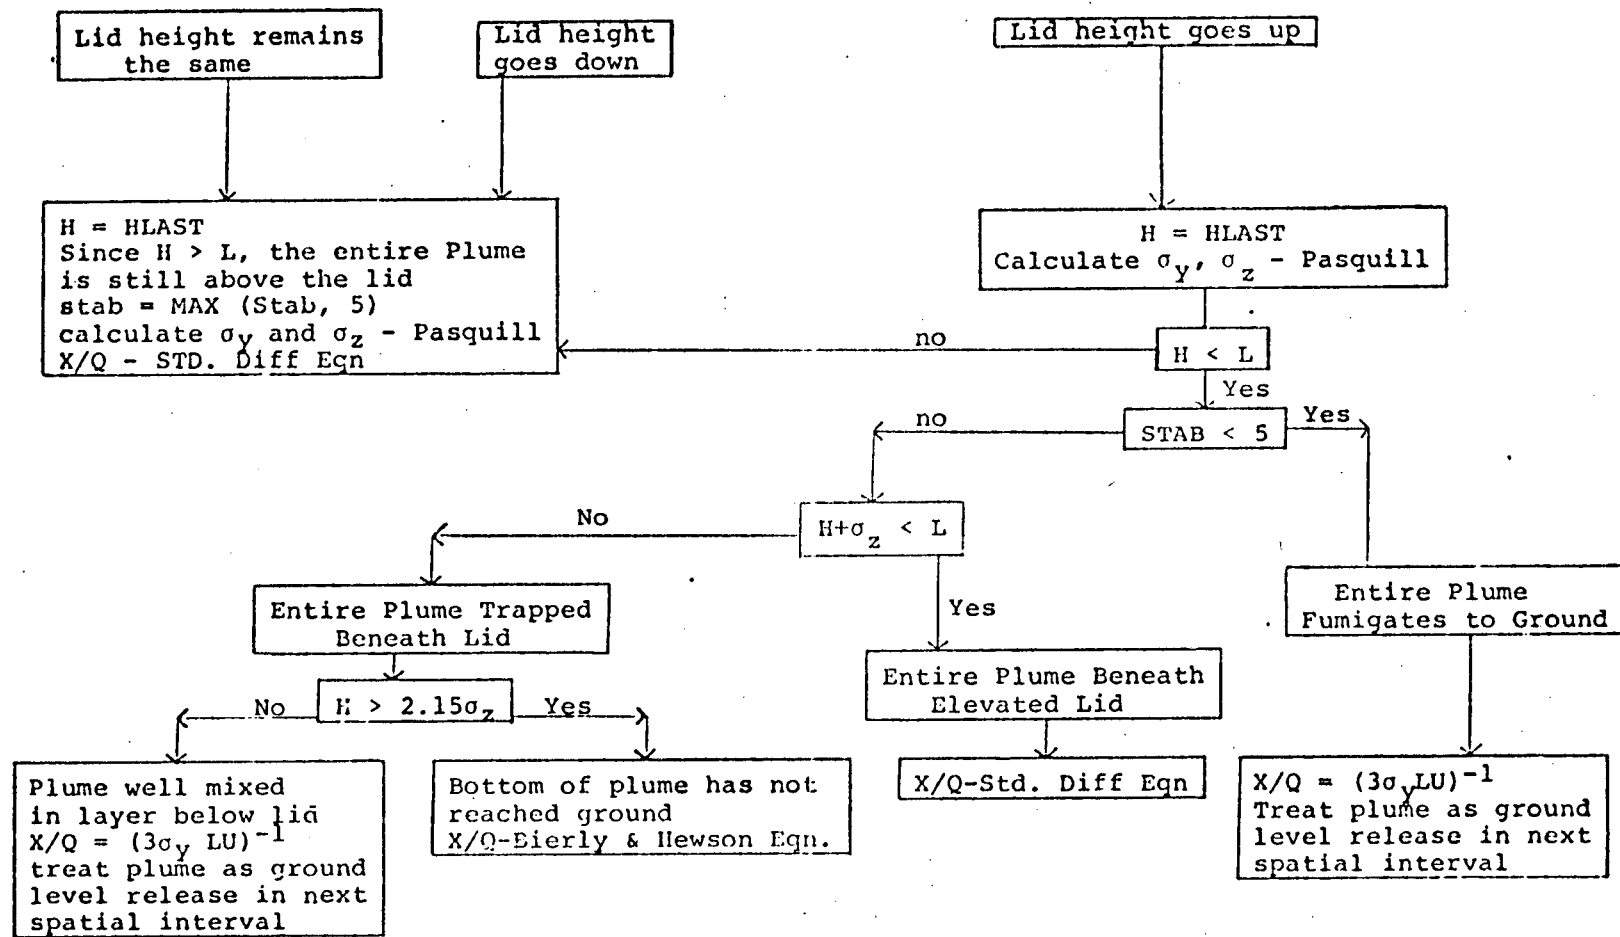 Lid height remains
the same
Lid height
goes down
Lid height goes up
H = HLAST
Since H > L, the entire Plume
is still above the lid
stab = MAX (Stab, 5)
calculate σy and σz - Pasquill
X/Q - STD. Diff Eqn
H = HLAST
Calculate σy, σz - Pasquill
no
H < L
Yes
no
STAB < 5
Yes
No
H+σz < L
Yes
Entire Plume Trapped
Beneath Lid
Entire Plume
Fumigates to Ground
Entire Plume Beneath
Elevated Lid
No
H > 2.15σz
Yes
Plume well mixed
in layer below lid
X/Q = (3σy LU)⁻¹
treat plume as ground
level release in next
spatial interval
Bottom of plume has not
reached ground
X/Q-Bierly & Hewson Eqn.
X/Q-Std. Diff Eqn
X/Q = (3σyLU)⁻¹
Treat plume as ground
level release in next
spatial interval